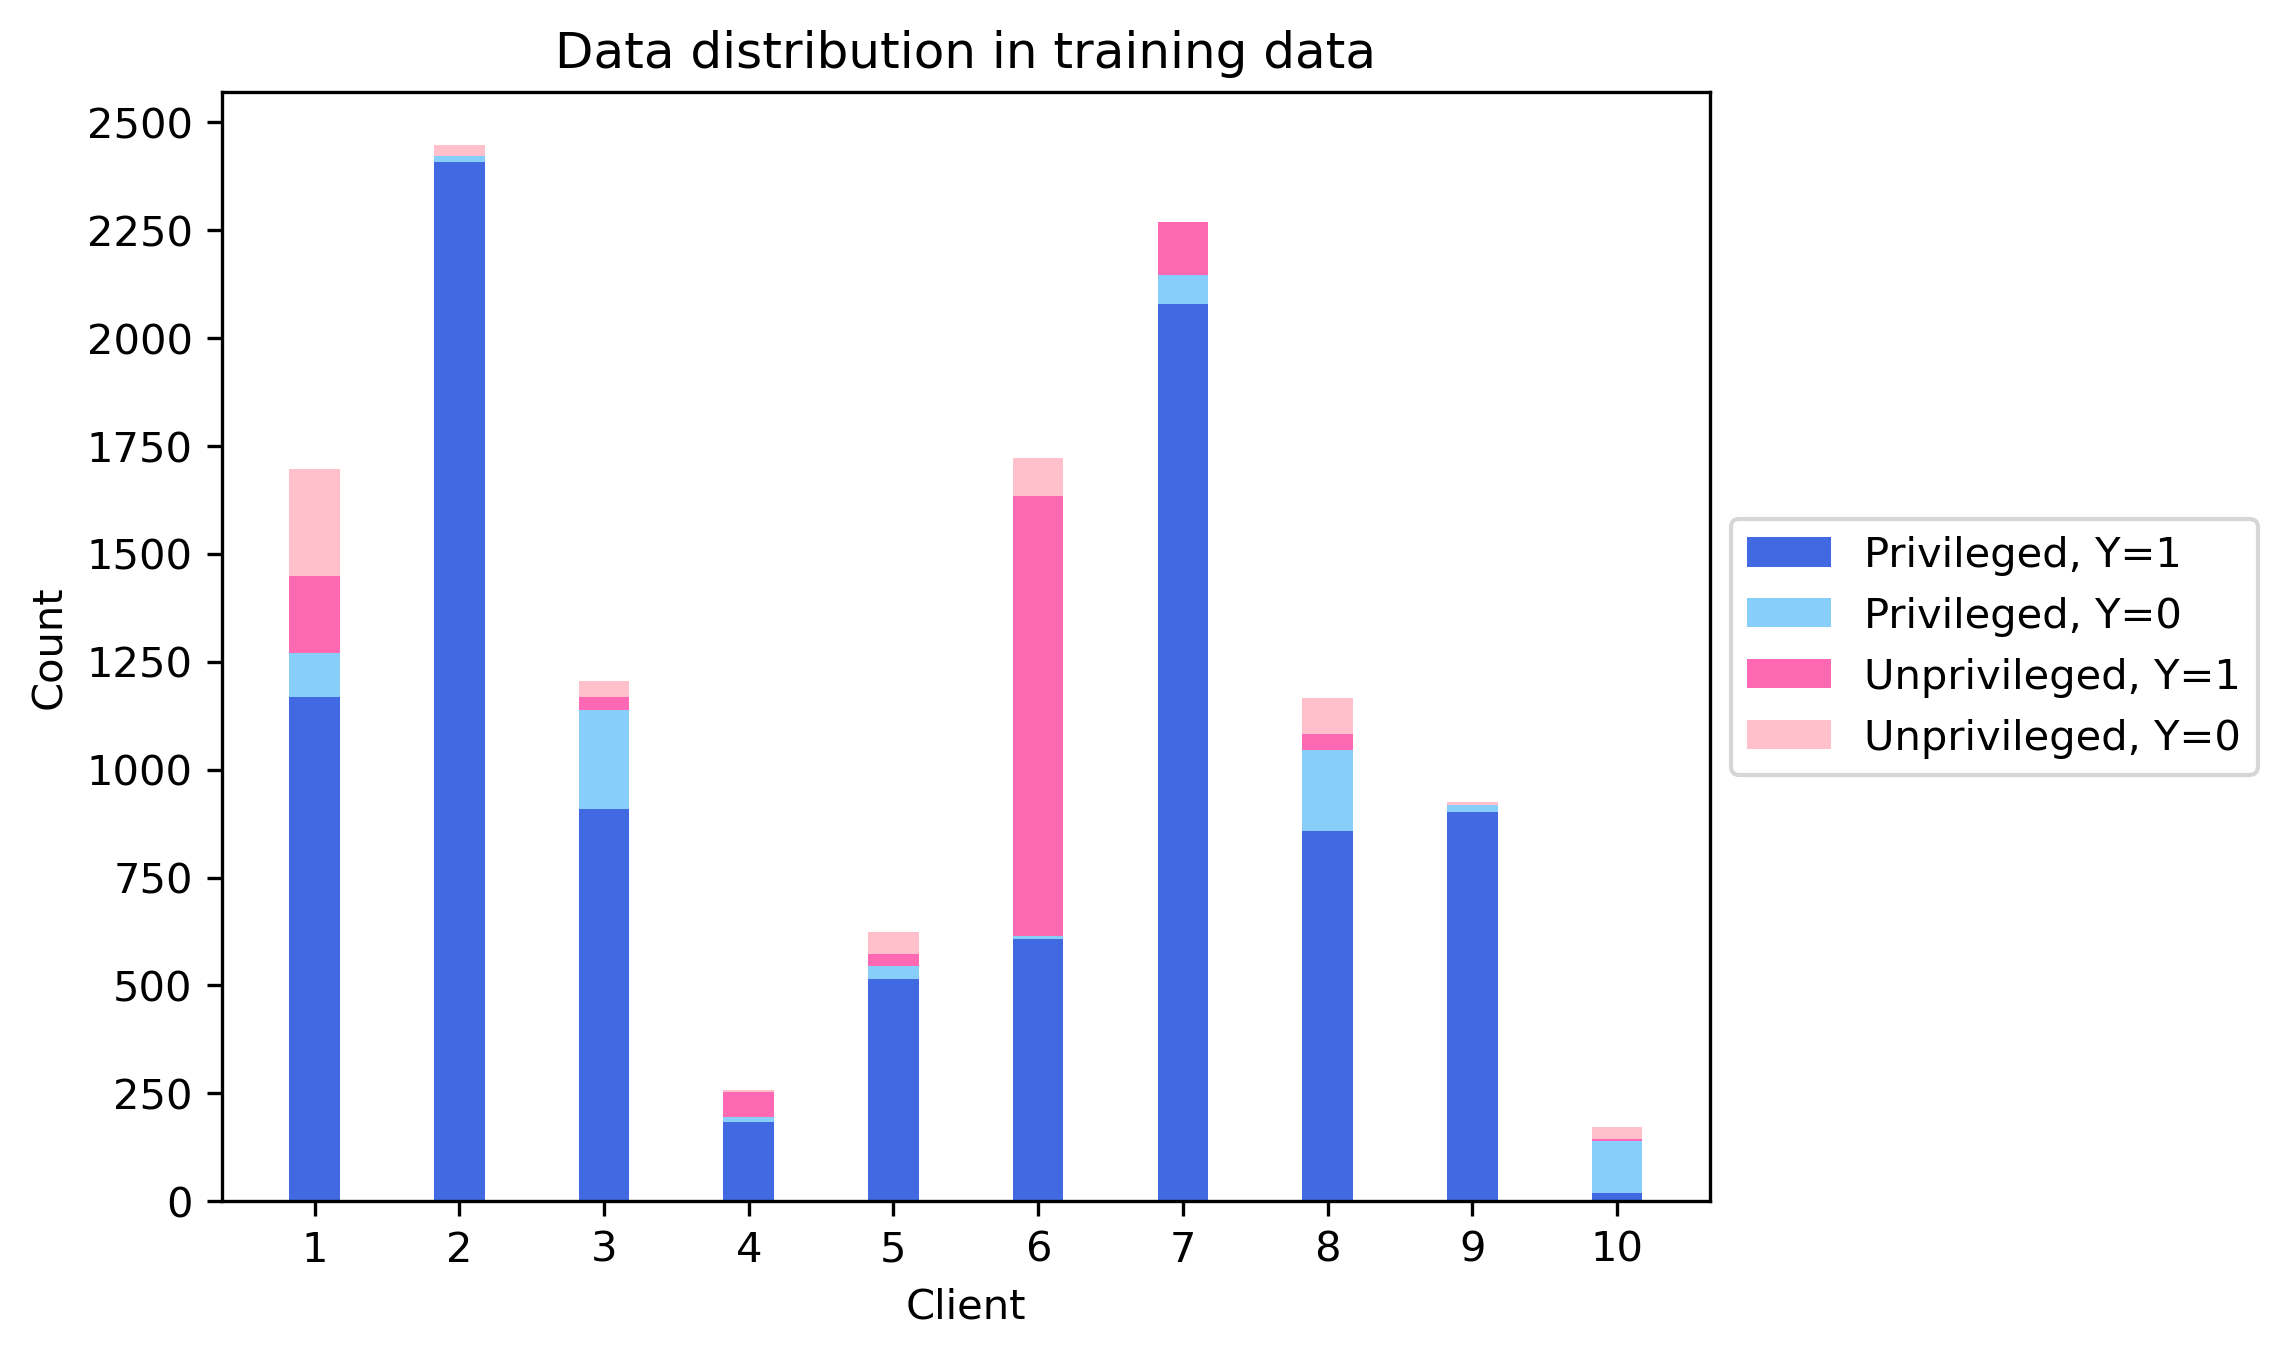 Data distribution in training data
2500
2250
2000
1750
1500
1250
1000
750
500
250
0
Count
1 2 3 4 5 6 7 8 9 10
Client
Privileged, Y=1
Privileged, Y=0
Unprivileged, Y=1
Unprivileged, Y=0